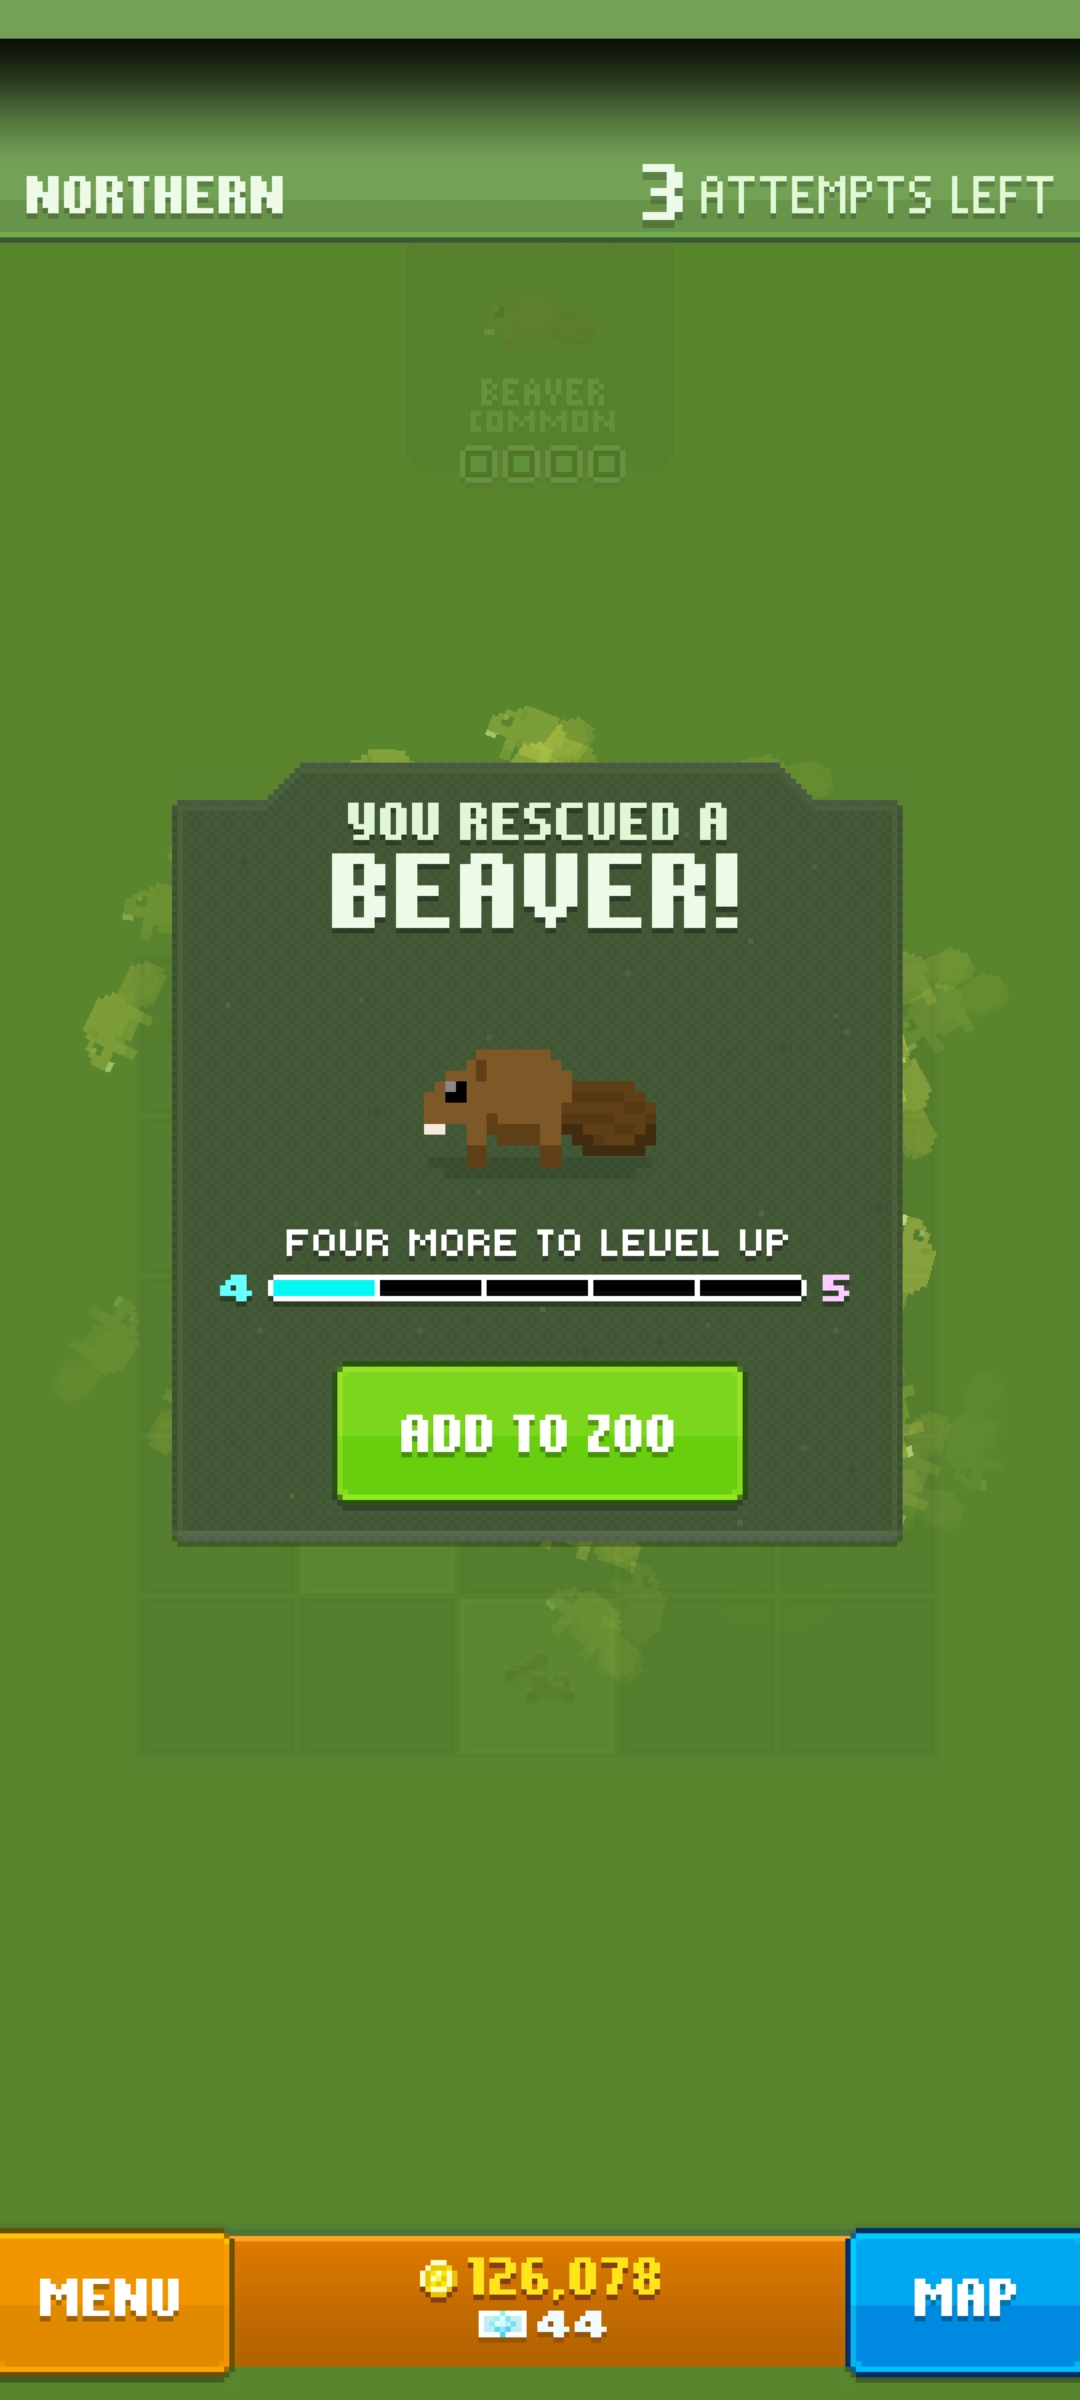 NORTHERN
3 ATTEMPTS LEFT
BEAVER
COMMON
YOU RESCUED A
BEAVER!
FOUR MORE TO LEVEL UP
4 5
ADD TO ZOO
MENU
126,078
44
MAP